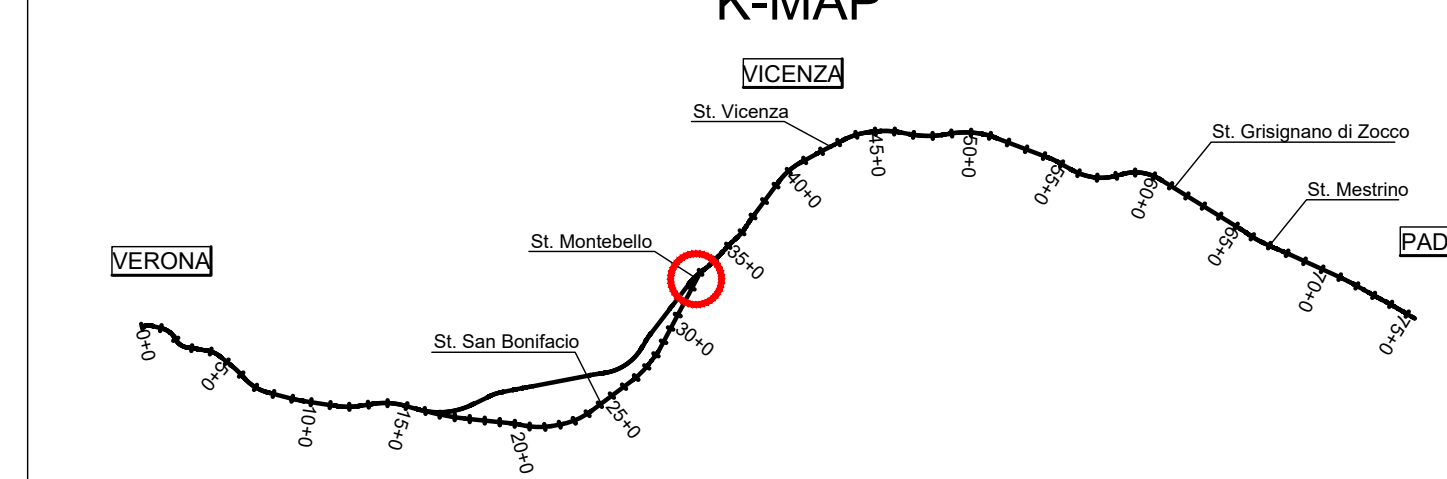 K-MAP
VICENZA
St. Vicenza
St. Grisignano di Zocco
45+0
50+0
55+0
St. Mestrino
40+0
60+0
St. Montebello
PAD
VERONA
35+0
65+0
70+0
0+0
St. San Bonifacio
30+0
75+0
5+0
10+0
15+0
25+0
20+0